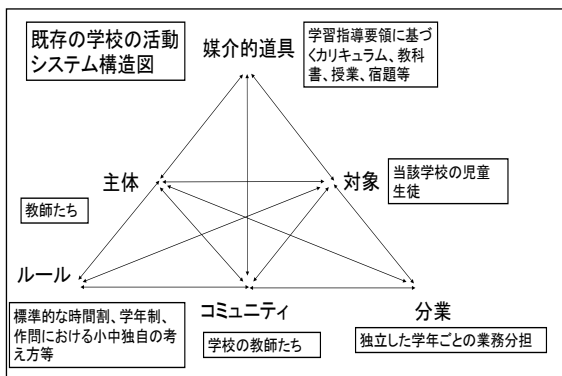 既存の学校の活動
システム構造図
媒介的道具
学習指導要領に基づ
くカリキュラム、教科
書、授業、宿題等
主体
対象
当該学校の児童
生徒
教師たち
ルール
コミュニティ
分業
標準的な時間割、学年制、
作問における小中独自の考
え方等
学校の教師たち
独立した学年ごとの業務分担